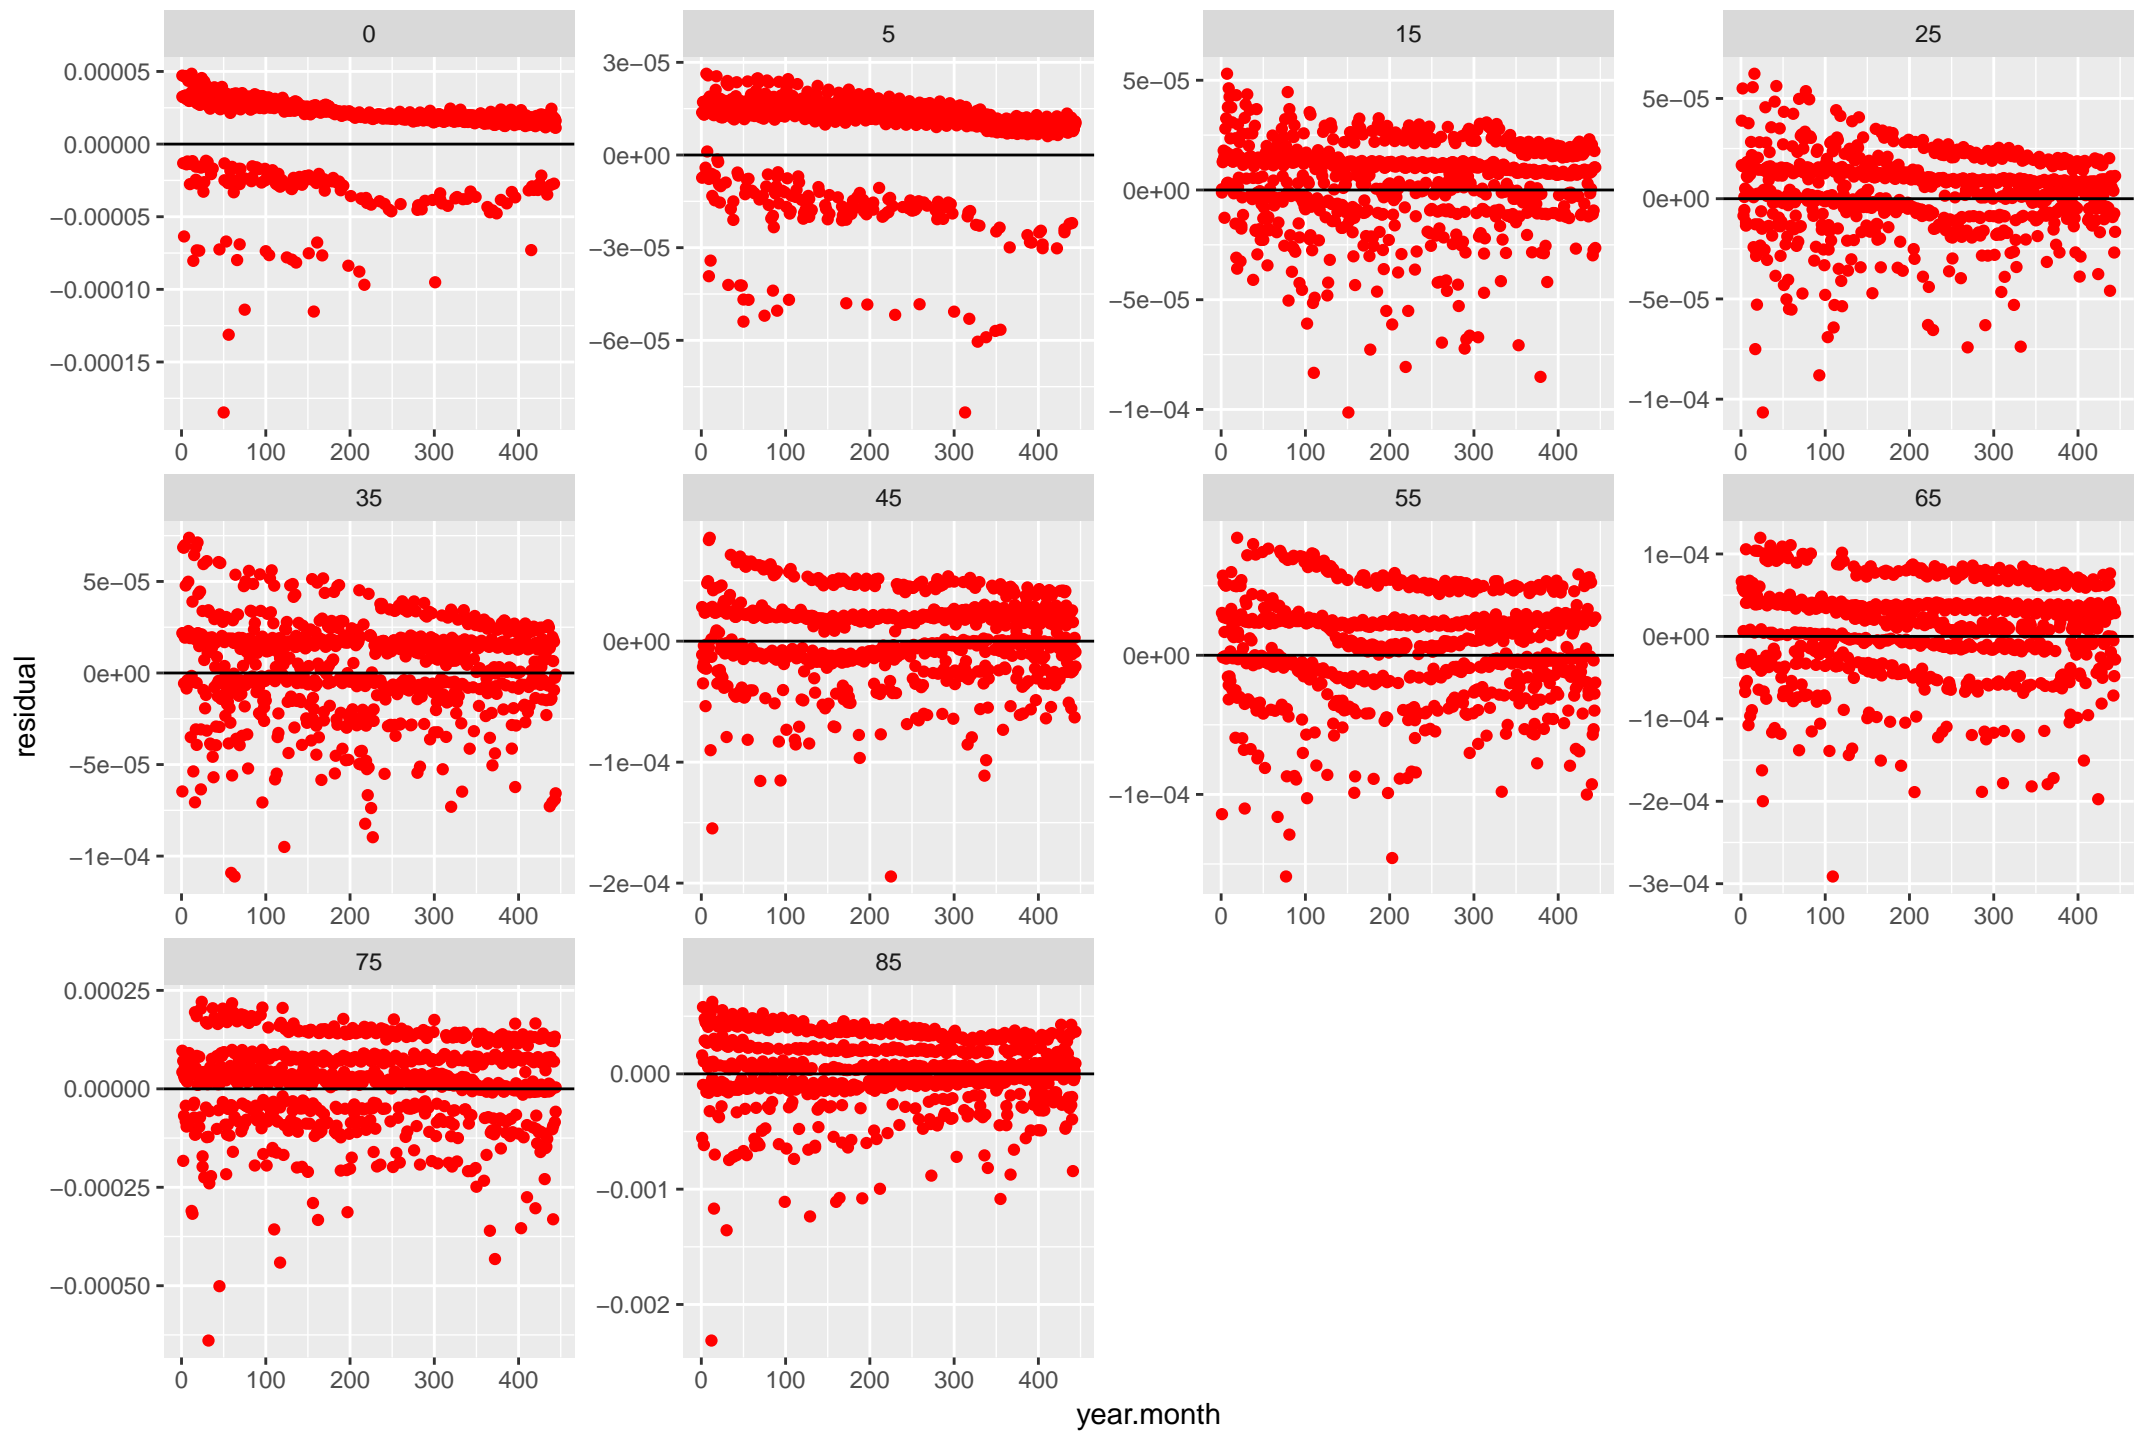 0 5 15 25
0.00005
0.00000
−0.00005
−0.00010
−0.00015
0 100 200 300 400
3e−05
0e+00
−3e−05
−6e−05
0 100 200 300 400
5e−05
0e+00
−5e−05
−1e−04
0 100 200 300 400
5e−05
0e+00
−5e−05
−1e−04
0 100 200 300 400
35 45 55 65
5e−05
0e+00
−5e−05
−1e−04
0 100 200 300 400
0e+00
−1e−04
−2e−04
0 100 200 300 400
0e+00
−1e−04
0 100 200 300 400
1e−04
0e+00
−1e−04
−2e−04
−3e−04
0 100 200 300 400
75 85
0.00025
0.00000
−0.00025
−0.00050
0 100 200 300 400
0.000
−0.001
−0.002
0 100 200 300 400
residual
year.month